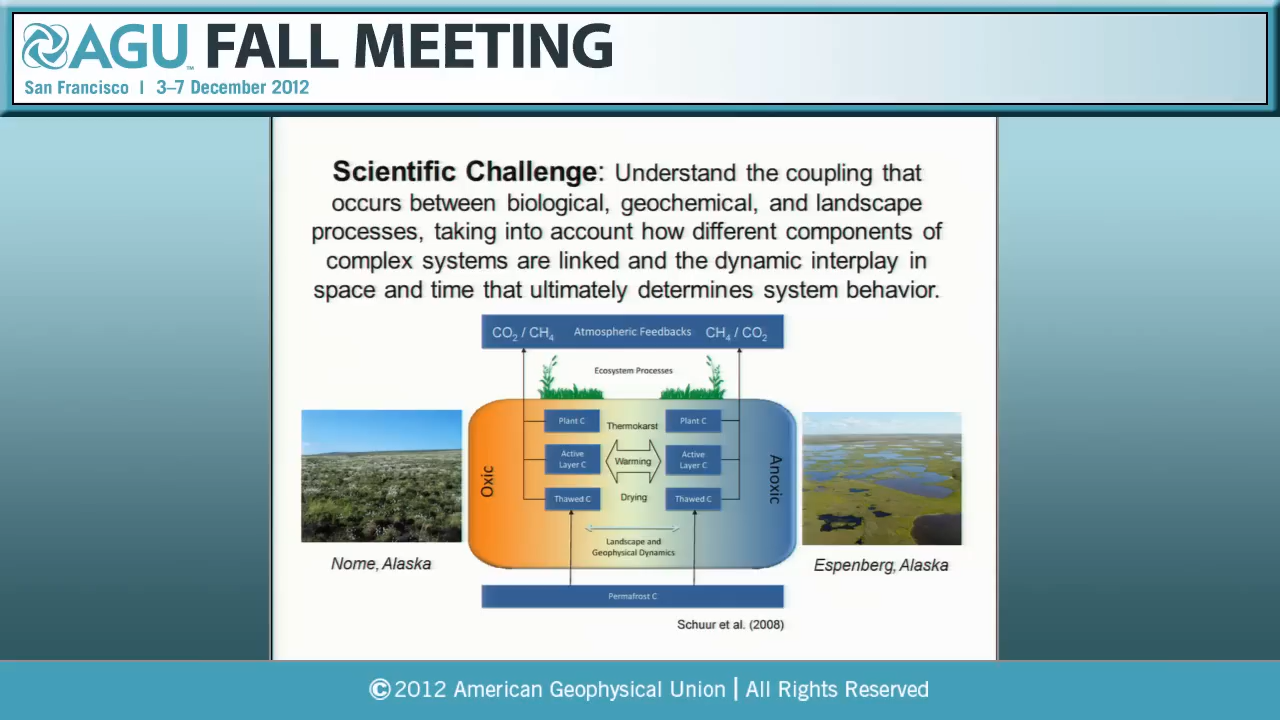 AGU™ FALL MEETING
San Francisco | 3–7 December 2012
Scientific Challenge: Understand the coupling that
occurs between biological, geochemical, and landscape
processes, taking into account how different components of
complex systems are linked and the dynamic interplay in
space and time that ultimately determines system behavior.
CO2 / CH4 Atmospheric Feedbacks CH4 / CO2
Ecosystem Processes
Plant C
Thermokarst
Plant C
Active
Layer C
Warming
Active
Layer C
Oxic
Anoxic
Thawed C
Drying
Thawed C
Landscape and
Geophysical Dynamics
Nome, Alaska
Espenberg, Alaska
Permafrost C
Schuur et al. (2008)
©2012 American Geophysical Union | All Rights Reserved